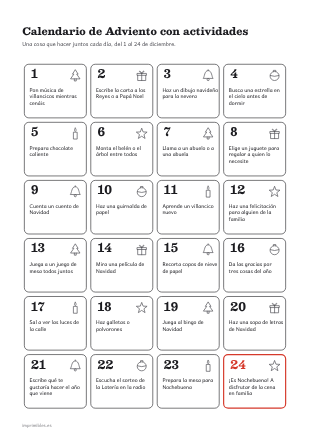 Calendario de Adviento con actividades
Una cosa que hacer juntos cada día, del 1 al 24 de diciembre.
1
Pon música de
villancicos mientras
cenáis
2
Escribe la carta a los
Reyes o a Papá Noel
3
Haz un dibujo navideño
para la nevera
4
Busca una estrella en
el cielo antes de
dormir
5
Prepara chocolate
caliente
6
Monta el belén o el
árbol entre todos
7
Llama a un abuelo o a
una abuela
8
Elige un juguete para
regalar a quien lo
necesite
9
Cuenta un cuento de
Navidad
10
Haz una guirnalda de
papel
11
Aprende un villancico
nuevo
12
Haz una felicitación
para alguien de la
familia
13
Juega a un juego de
mesa todos juntos
14
Mira una película de
Navidad
15
Recorta copos de nieve
de papel
16
Da las gracias por
tres cosas del año
17
Sal a ver las luces de
la calle
18
Haz galletas o
polvorones
19
Juega al bingo de
Navidad
20
Haz una sopa de letras
de Navidad
21
Escribe qué te
gustaría hacer el año
que viene
22
Escucha el sorteo de
la Lotería en la radio
23
Prepara la mesa para
Nochebuena
24
¡Es Nochebuena! A
disfrutar de la cena
en familia